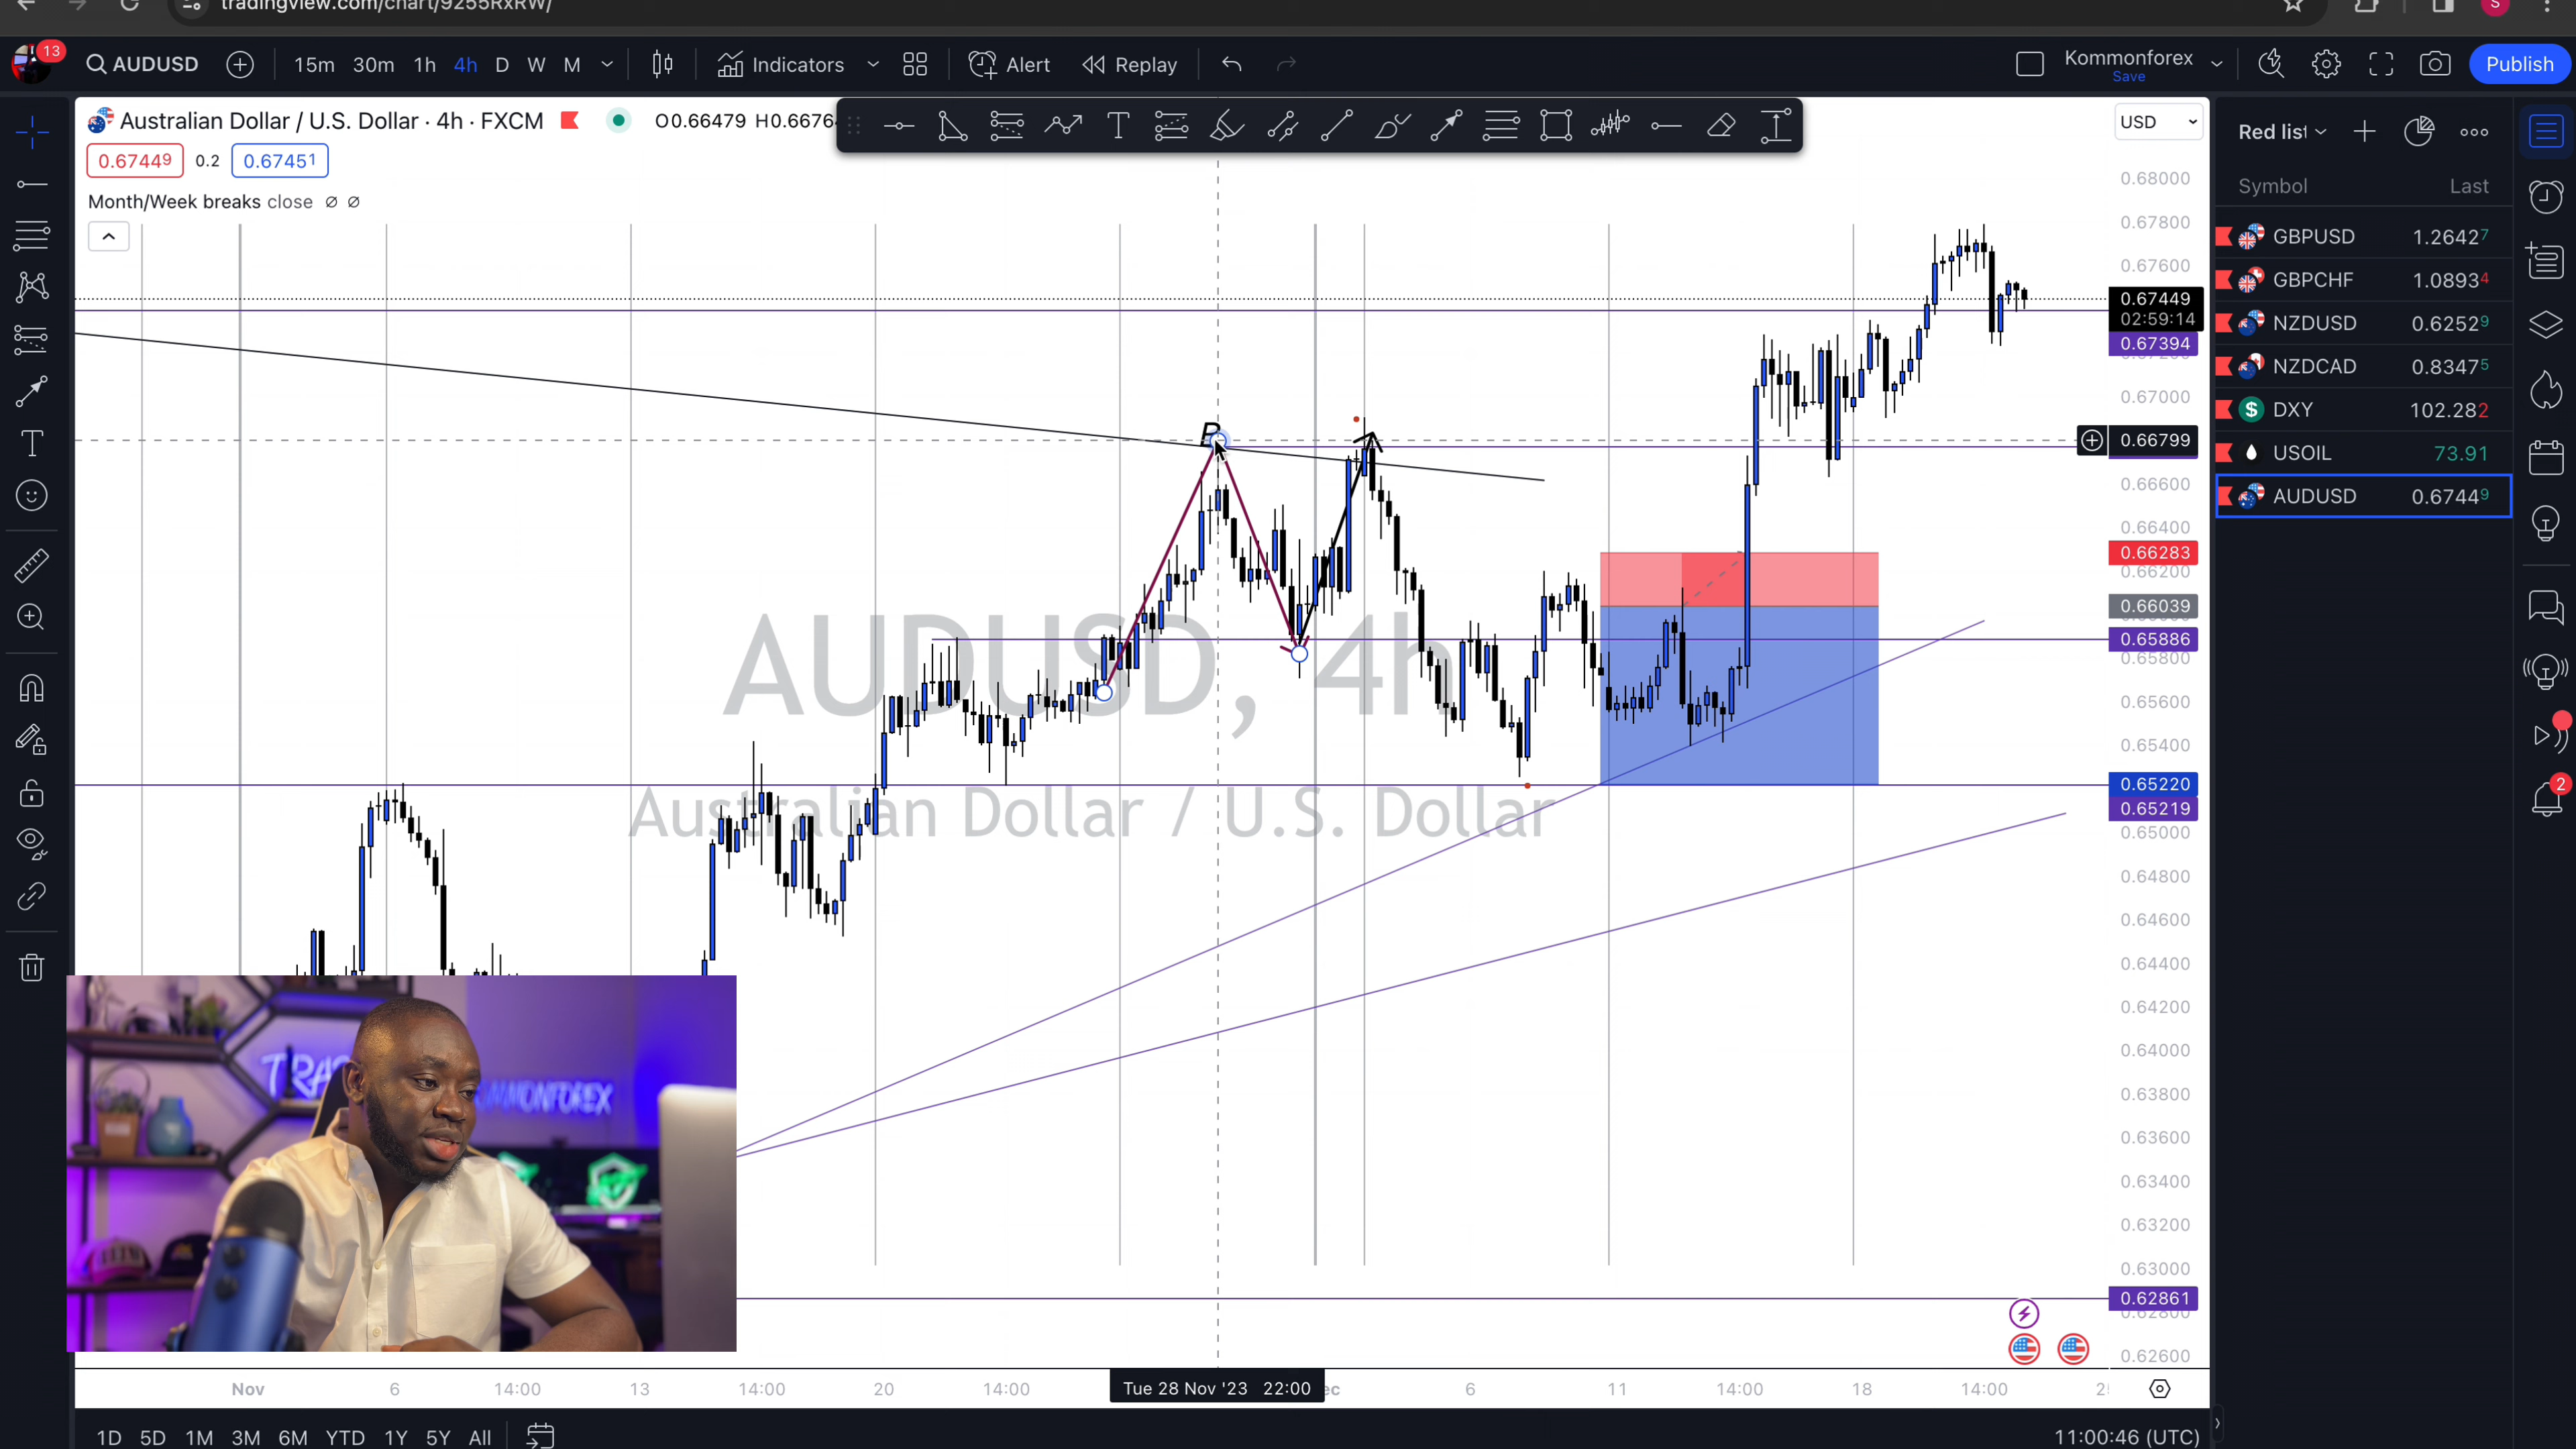 tradingview.com/chart/9255RxRW/
13
AUDUSD
15m 30m 1h 4h D W M
Indicators
Alert
Replay
Kommonforex
Save
Publish
Australian Dollar / U.S. Dollar · 4h · FXCM
O0.66479 H0.6676
0.67449 0.2 0.67451
Month/Week breaks close
USD
0.68000
0.67800
0.67600
0.67449
02:59:14
0.67394
0.67000
0.66799
0.66600
0.66400
0.66283
0.66200
0.66039
0.65886
0.65800
0.65600
0.65400
0.65220
0.65219
0.65000
0.64800
0.64600
0.64400
0.64200
0.64000
0.63800
0.63600
0.63400
0.63200
0.63000
0.62861
0.62600
Red list
Symbol Last
GBPUSD 1.26427
GBPCHF 1.08934
NZDUSD 0.62529
NZDCAD 0.83475
DXY 102.282
USOIL 73.91
AUDUSD 0.67449
S
2
B
AUDUSD, 4h
Australian Dollar / U.S. Dollar
TRA
OMMONFOREX
Nov 6 14:00 13 14:00 20 14:00 Tue 28 Nov '23 22:00 ec 6 11 14:00 18 14:00
1D 5D 1M 3M 6M YTD 1Y 5Y All
11:00:46 (UTC)